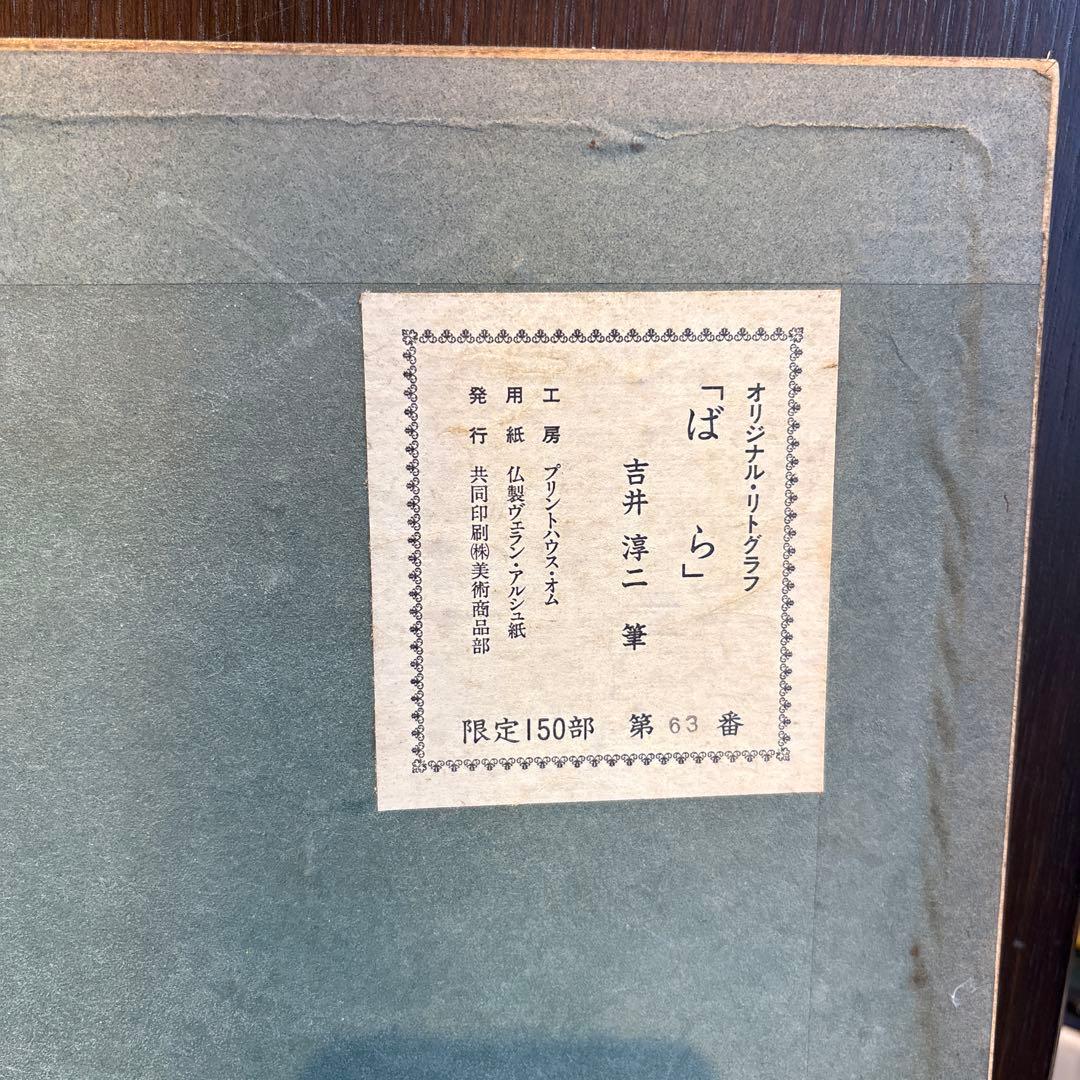 オリジナル・リトグラフ
「ばら」
吉井淳二 筆
工房 プリントハウス・オム
用紙 仏製ヴェラン・アルシュ紙
発行 共同印刷㈱美術商品部
限定150部 第63番